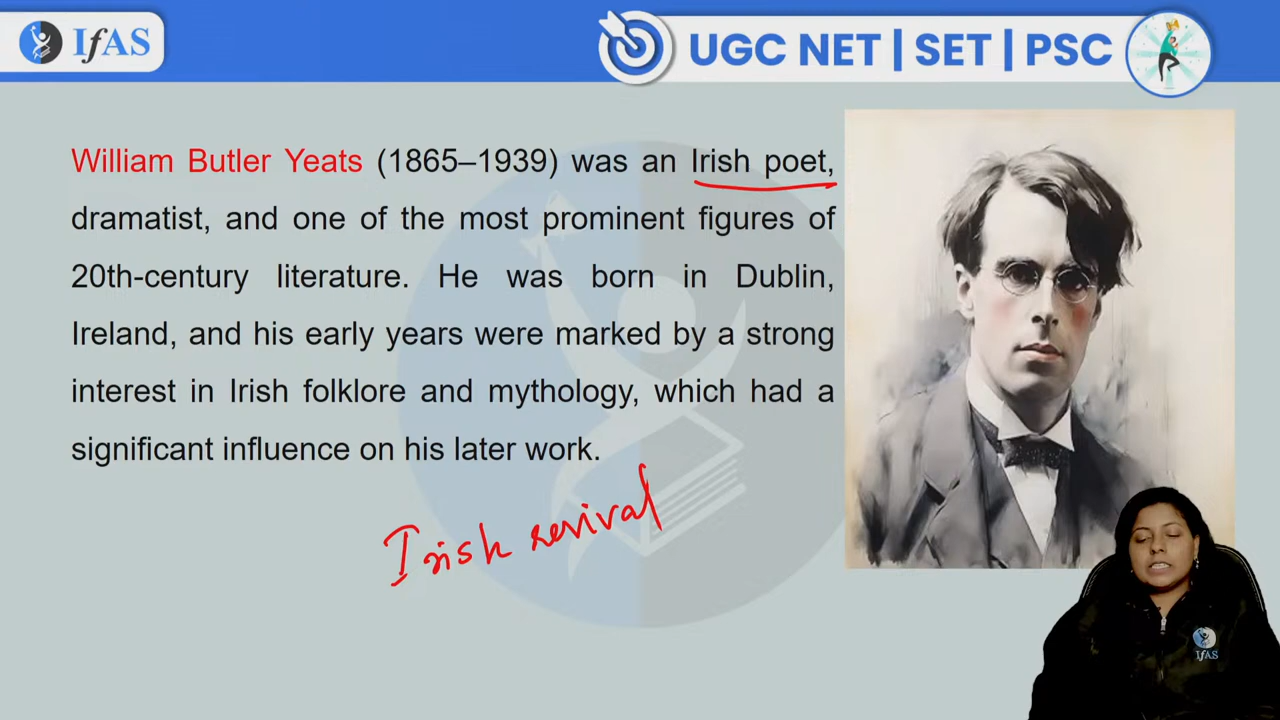 IfAS
UGC NET | SET | PSC
William Butler Yeats (1865–1939) was an Irish poet,
dramatist, and one of the most prominent figures of
20th-century literature. He was born in Dublin,
Ireland, and his early years were marked by a strong
interest in Irish folklore and mythology, which had a
significant influence on his later work.
Irish revival
IfAS